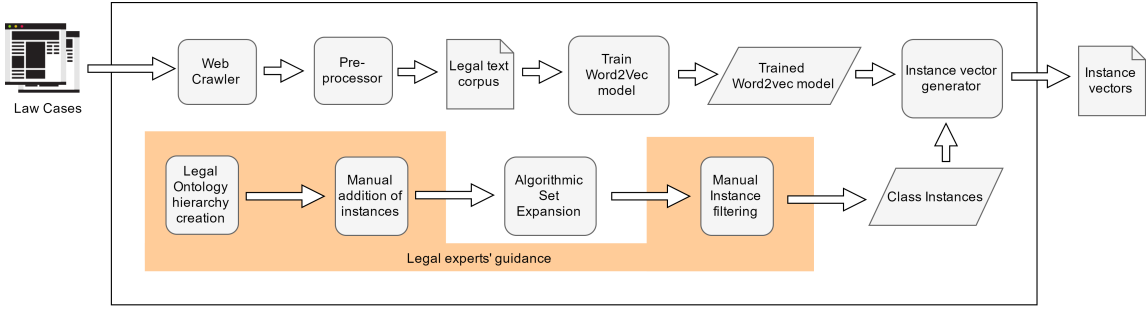 Law Cases
Web
Crawler
Pre-
processor
Legal text
corpus
Train
Word2Vec
model
Trained
Word2vec model
Instance vector
generator
Instance
vectors
Legal
Ontology
hierarchy
creation
Manual
addition of
instances
Algorithmic
Set
Expansion
Manual
Instance
filtering
Class Instances
Legal experts' guidance